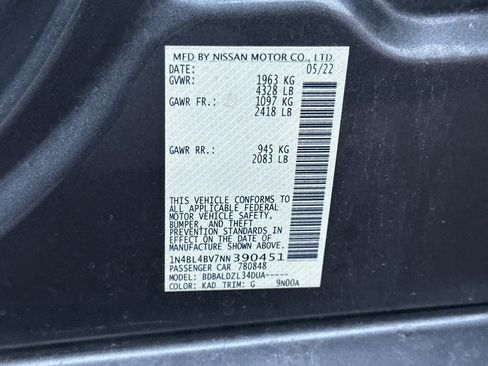 MFD BY NISSAN MOTOR CO., LTD.
DATE: 05/22
GVWR: 1963 KG
4328 LB
GAWR FR.: 1097 KG
2418 LB
GAWR RR.: 945 KG
2083 LB
THIS VEHICLE CONFORMS TO
ALL APPLICABLE FEDERAL
MOTOR VEHICLE SAFETY,
BUMPER, AND THEFT
PREVENTION STANDARDS
IN EFFECT ON THE DATE OF
MANUFACTURE SHOWN ABOVE.
1N4BL4BV7NN390451
PASSENGER CAR 780848
MODEL: BDBALDZL34DUA-----
COLOR: KAD TRIM: G 9N00A